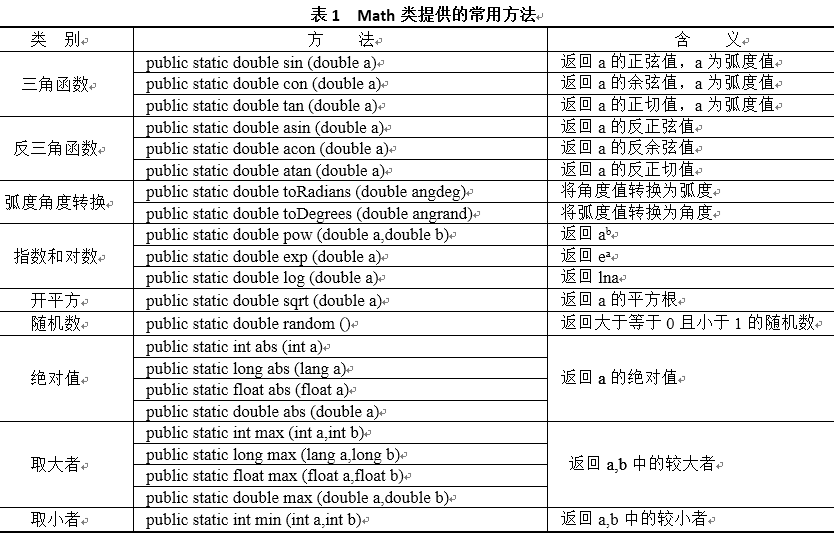 表 1 Math 类提供的常用方法
类 别 方 法 含 义
三角函数
public static double sin (double a) 返回 a 的正弦值，a 为弧度值
public static double con (double a) 返回 a 的余弦值，a 为弧度值
public static double tan (double a) 返回 a 的正切值，a 为弧度值
反三角函数
public static double asin (double a) 返回 a 的反正弦值
public static double acon (double a) 返回 a 的反余弦值
public static double atan (double a) 返回 a 的反正切值
弧度角度转换
public static double toRadians (double angdeg) 将角度值转换为弧度
public static double toDegrees (double angrand) 将弧度值转换为角度
指数和对数
public static double pow (double a,double b) 返回 aᵇ
public static double exp (double a) 返回 eᵃ
public static double log (double a) 返回 lna
开平方 public static double sqrt (double a) 返回 a 的平方根
随机数 public static double random () 返回大于等于 0 且小于 1 的随机数
绝对值
public static int abs (int a)
public static long abs (lang a)
public static float abs (float a)
public static double abs (double a)
返回 a 的绝对值
取大者
public static int max (int a,int b)
public static long max (lang a,long b)
public static float max (float a,float b)
public static double max (double a,double b)
返回 a,b 中的较大者
取小者 public static int min (int a,int b) 返回 a,b 中的较小者